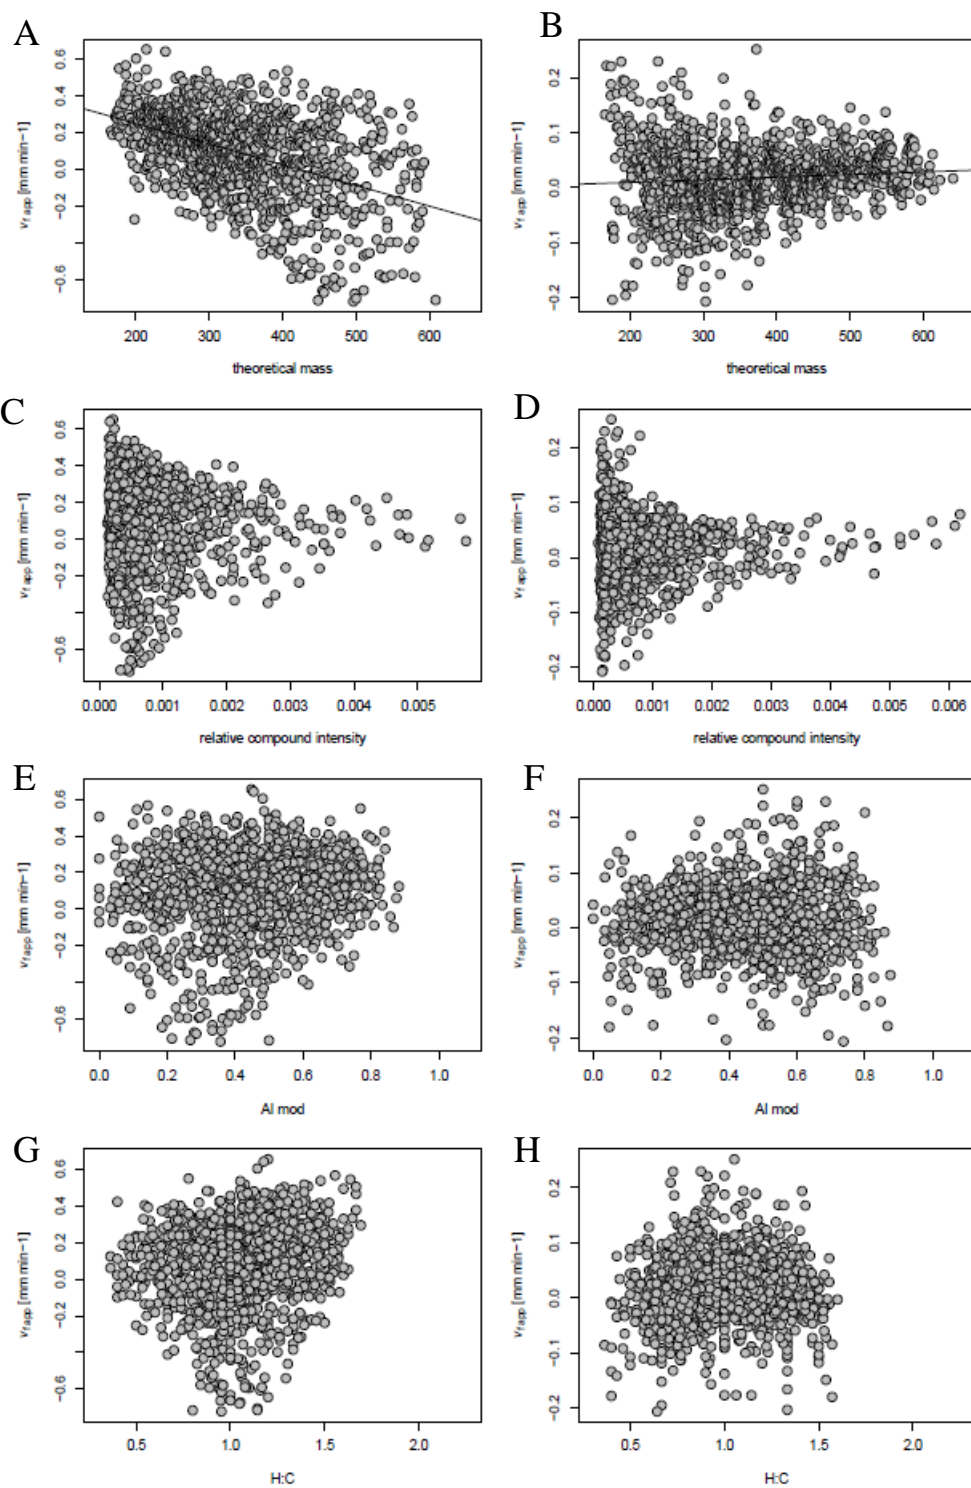 A
B
0.6
0.4
0.2
0.0
−0.2
−0.6
vf app [mm min−1]
200 300 400 500 600
theoretical mass
0.2
0.1
0.0
−0.1
−0.2
vf app [mm min−1]
200 300 400 500 600
theoretical mass
C
D
0.6
0.4
0.2
0.0
−0.2
−0.6
vf app [mm min−1]
0.000 0.001 0.002 0.003 0.004 0.005
relative compound intensity
0.2
0.1
0.0
−0.1
−0.2
vf app [mm min−1]
0.000 0.001 0.002 0.003 0.004 0.005 0.006
relative compound intensity
E
F
0.6
0.4
0.2
0.0
−0.2
−0.6
vf app [mm min−1]
0.0 0.2 0.4 0.6 0.8 1.0
AI mod
0.2
0.1
0.0
−0.1
−0.2
vf app [mm min−1]
0.0 0.2 0.4 0.6 0.8 1.0
AI mod
G
H
0.6
0.4
0.2
0.0
−0.2
−0.6
vf app [mm min−1]
0.5 1.0 1.5 2.0
H:C
0.2
0.1
0.0
−0.1
−0.2
vf app [mm min−1]
0.5 1.0 1.5 2.0
H:C